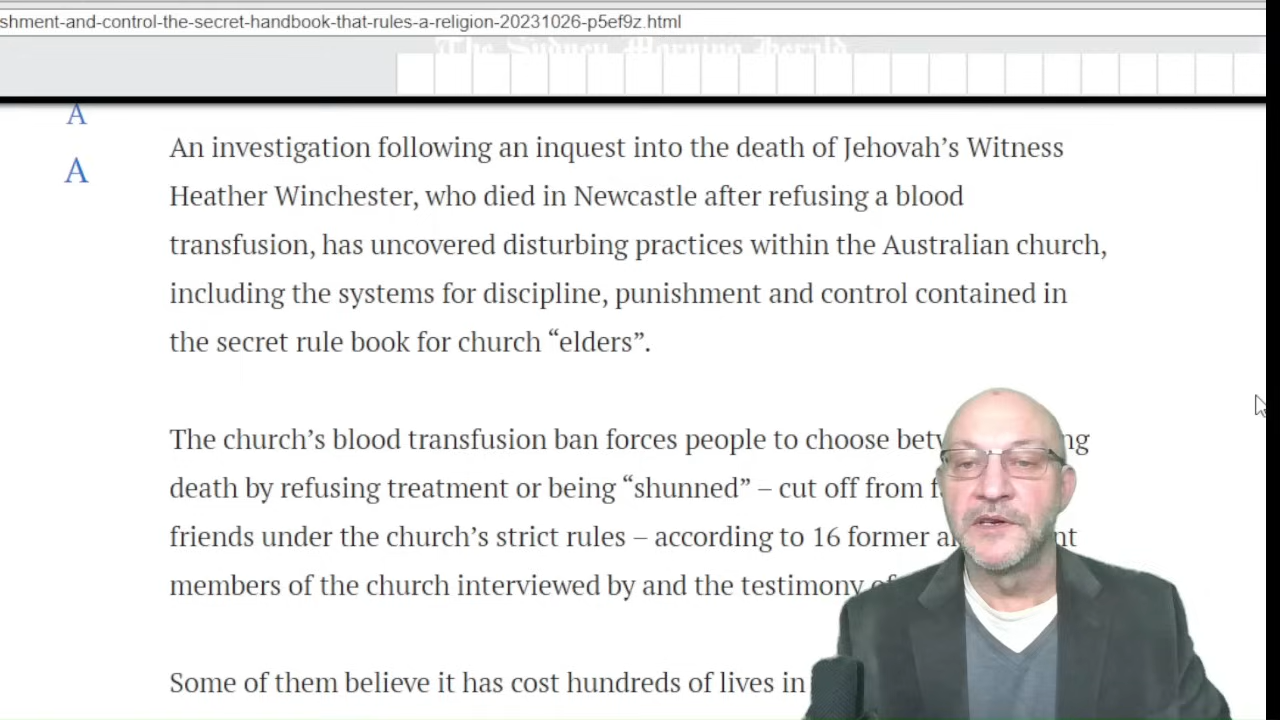 shment-and-control-the-secret-handbook-that-rules-a-religion-20231026-p5ef9z.html
The Sydney Morning Herald
A
A
An investigation following an inquest into the death of Jehovah’s Witness
Heather Winchester, who died in Newcastle after refusing a blood
transfusion, has uncovered disturbing practices within the Australian church,
including the systems for discipline, punishment and control contained in
the secret rule book for church “elders”.
The church’s blood transfusion ban forces people to choose
death by refusing treatment or being “shunned” – cut off from
friends under the church’s strict rules – according to 16 former
members of the church interviewed by and the testimony
Some of them believe it has cost hundreds of lives in